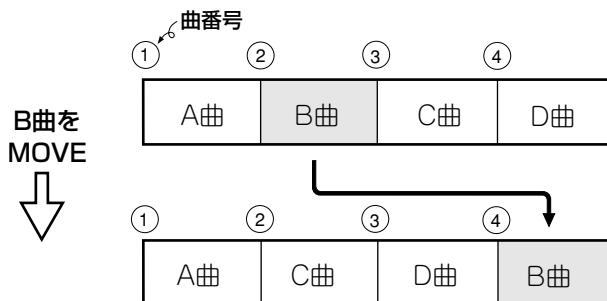 曲番号
① ② ③ ④
A曲 B曲 C曲 D曲
B曲を
MOVE
① ② ③ ④
A曲 C曲 D曲 B曲